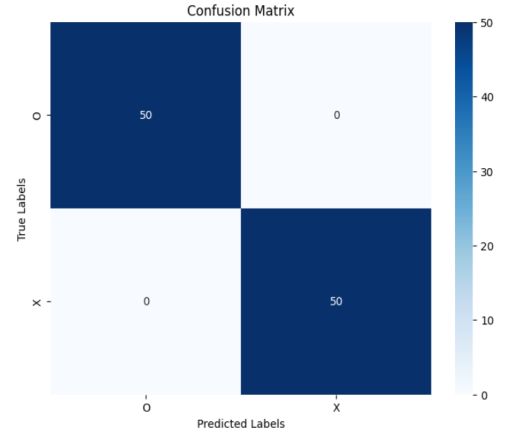 Confusion Matrix
50
0
0
50
True Labels
O
X
O
X
Predicted Labels
50
40
30
20
10
0